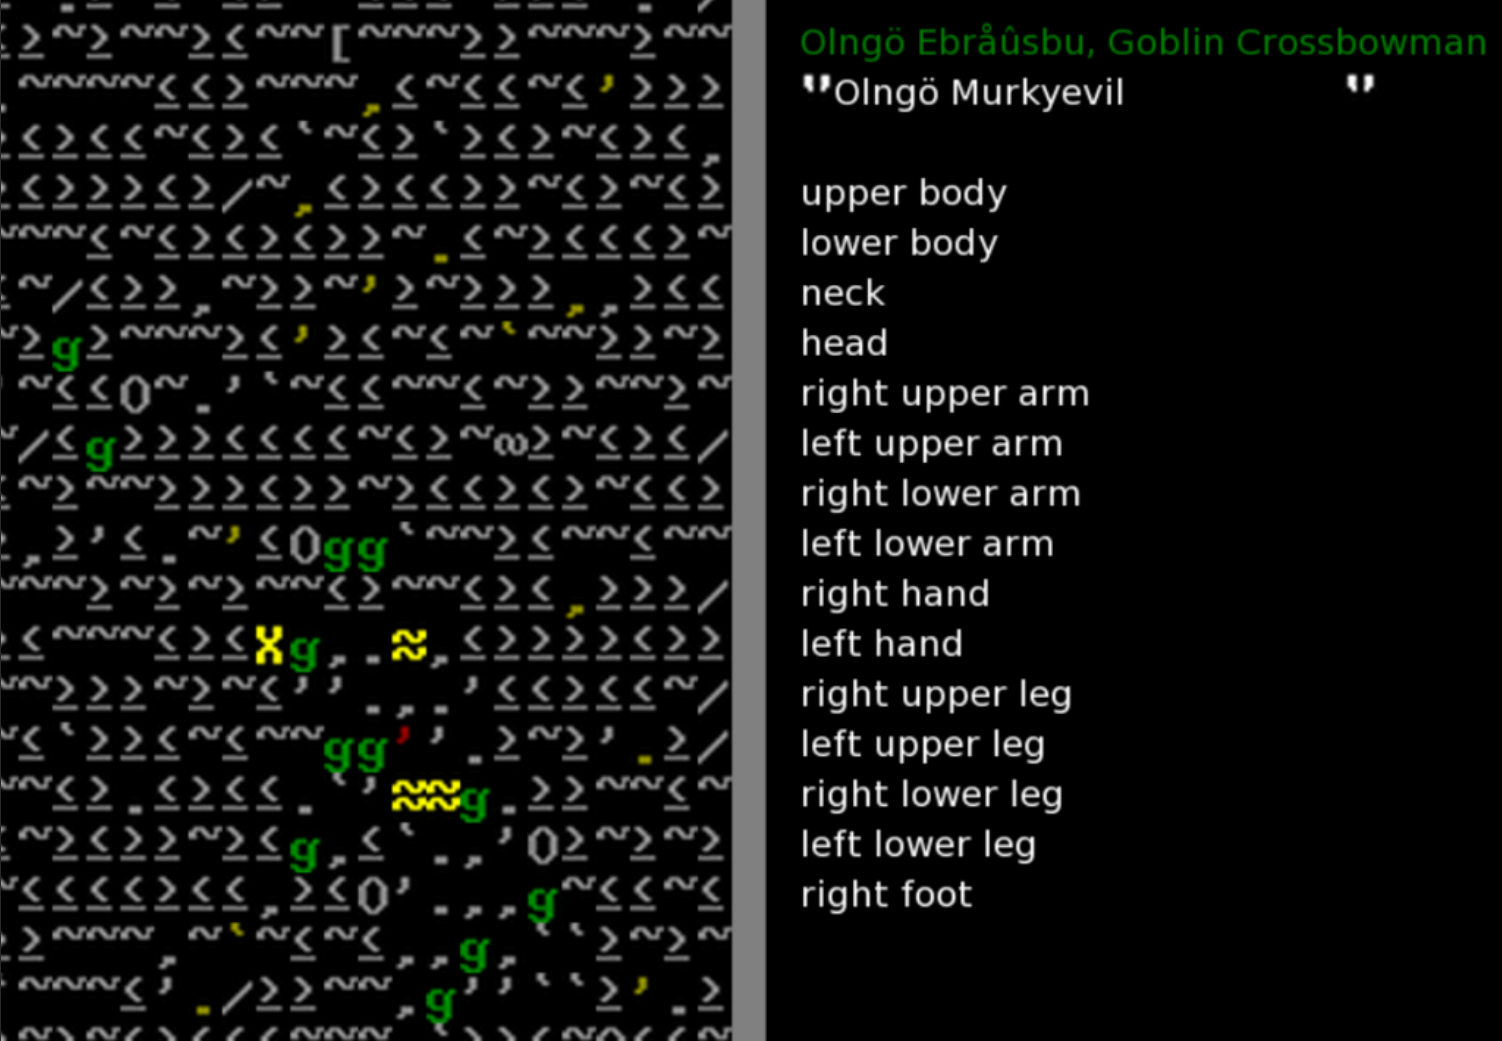 Olngö Ebråûsbu, Goblin Crossbowman
"Olngö Murkyevil "
upper body
lower body
neck
head
right upper arm
left upper arm
right lower arm
left lower arm
right hand
left hand
right upper leg
left upper leg
right lower leg
left lower leg
right foot